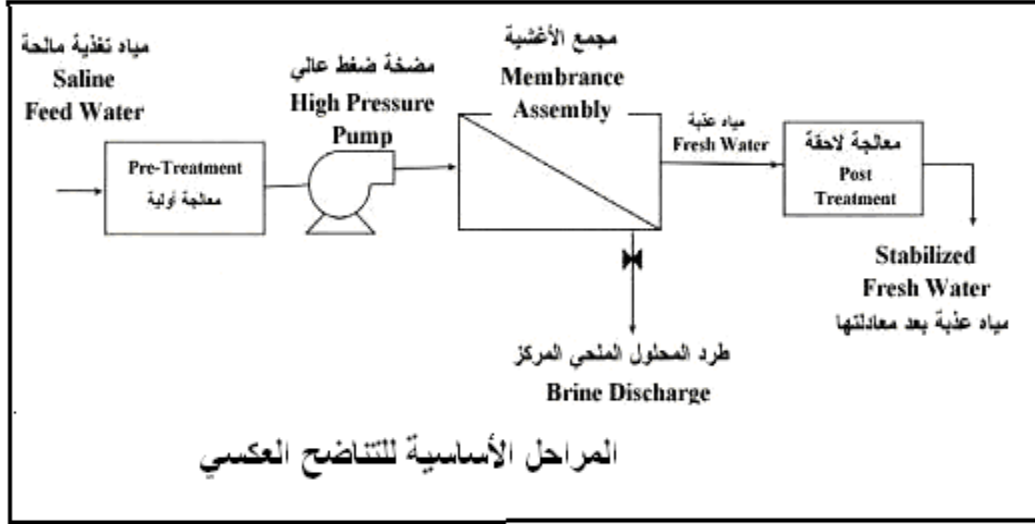 مياه تغذية مالحة
Saline
Feed Water
Pre-Treatment
معالجة أولية
مضخة ضغط عالي
High Pressure
Pump
مجمع الأغشية
Membrance
Assembly
مياه عذبة
Fresh Water
معالجة لاحقة
Post
Treatment
Stabilized
Fresh Water
مياه عذبة بعد معادلتها
طرد المحلول الملحي المركز
Brine Discharge
المراحل الأساسية للتناضح العكسي